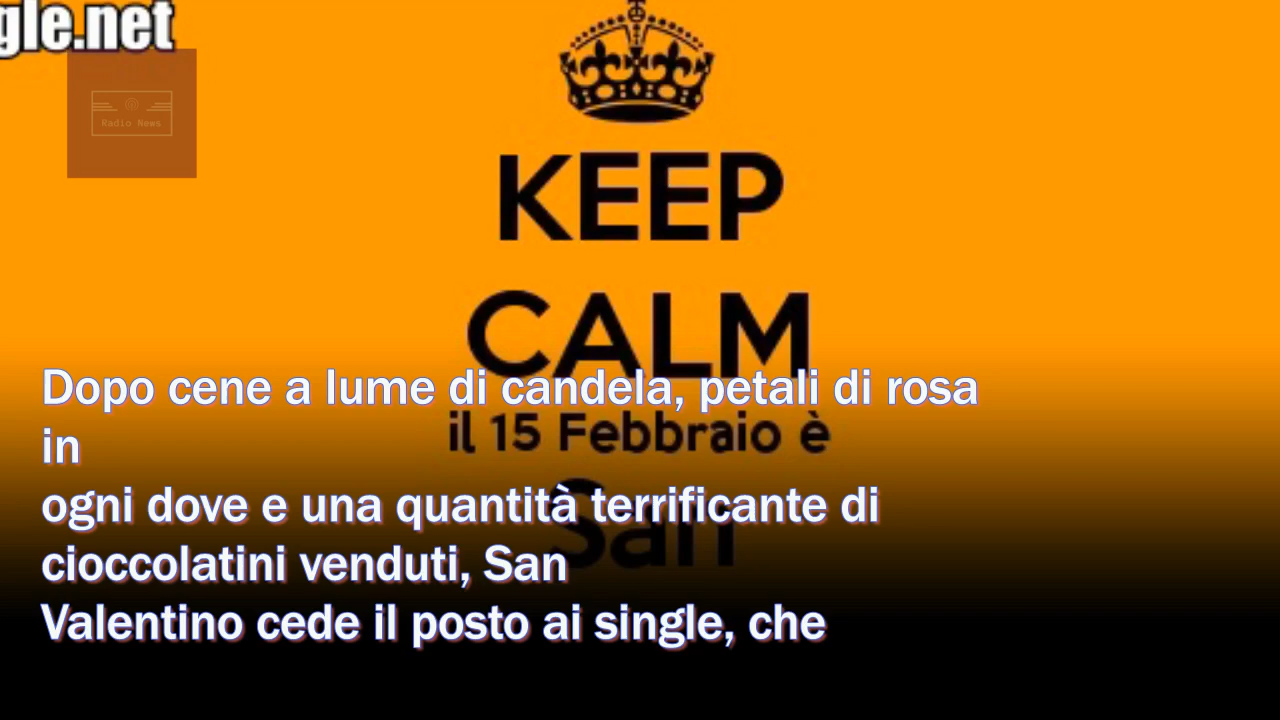 gle.net
Radio News
KEEP
CALM
il 15 Febbraio è
San
Dopo cene a lume di candela, petali di rosa
in
ogni dove e una quantità terrificante di
cioccolatini venduti, San
Valentino cede il posto ai single, che